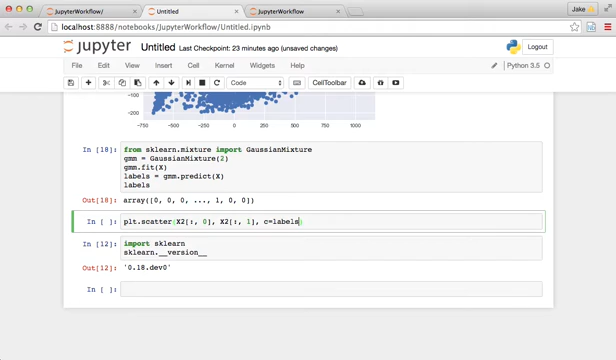 JupyterWorkflow/
Untitled
JupyterWorkflow
Jake
localhost:8888/notebooks/JupyterWorkflow/Untitled.ipynb
jupyter Untitled Last Checkpoint: 23 minutes ago (unsaved changes)
Logout
File Edit View Insert Cell Kernel Widgets Help
Python 3.5
Code
CellToolbar
-100
-150
-200
-750 -500 -250 0 250 500 750 1000
In [18]: from sklearn.mixture import GaussianMixture
gmm = GaussianMixture(2)
gmm.fit(X)
labels = gmm.predict(X)
labels
Out[18]: array([0, 0, 0, ..., 1, 0, 0])
In [ ]: plt.scatter(X2[:, 0], X2[:, 1], c=labels)
In [12]: import sklearn
sklearn.__version__
Out[12]: '0.18.dev0'
In [ ]: